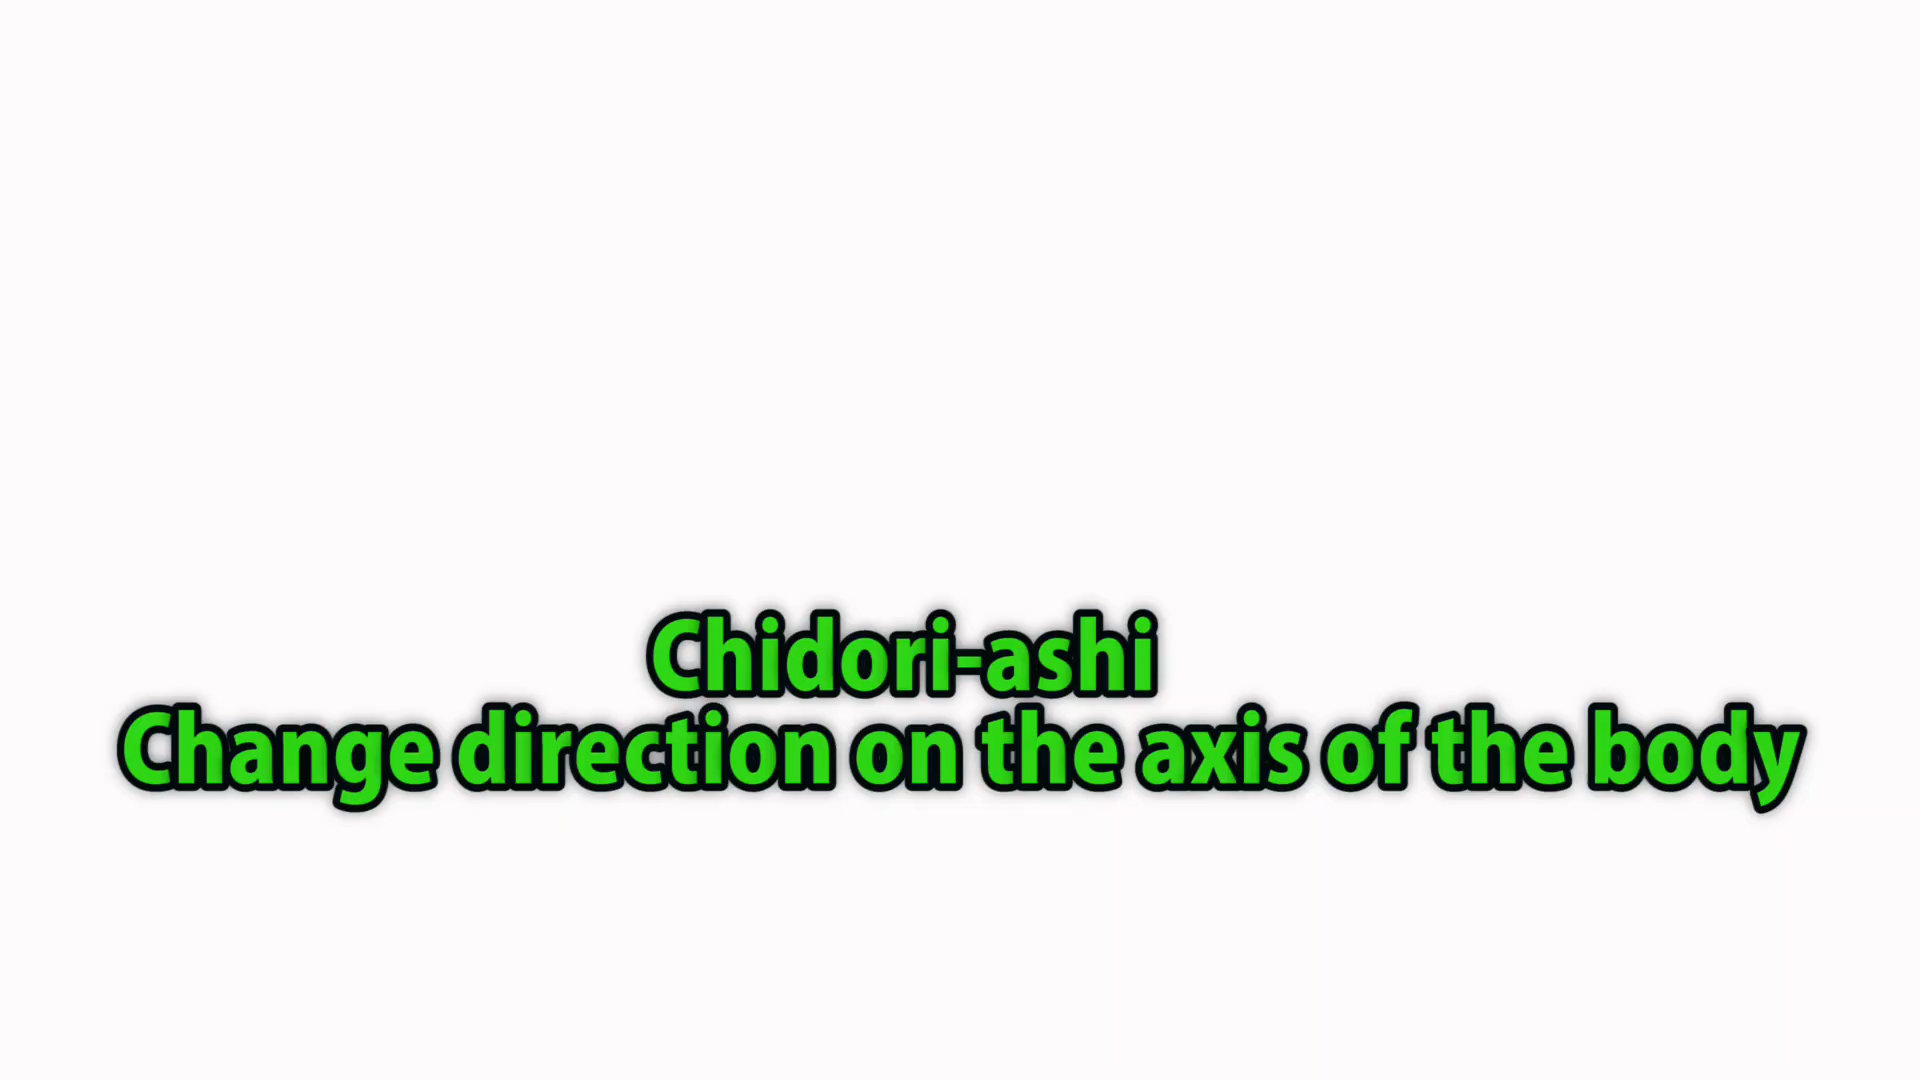 Chidori-ashi
Change direction on the axis of the body